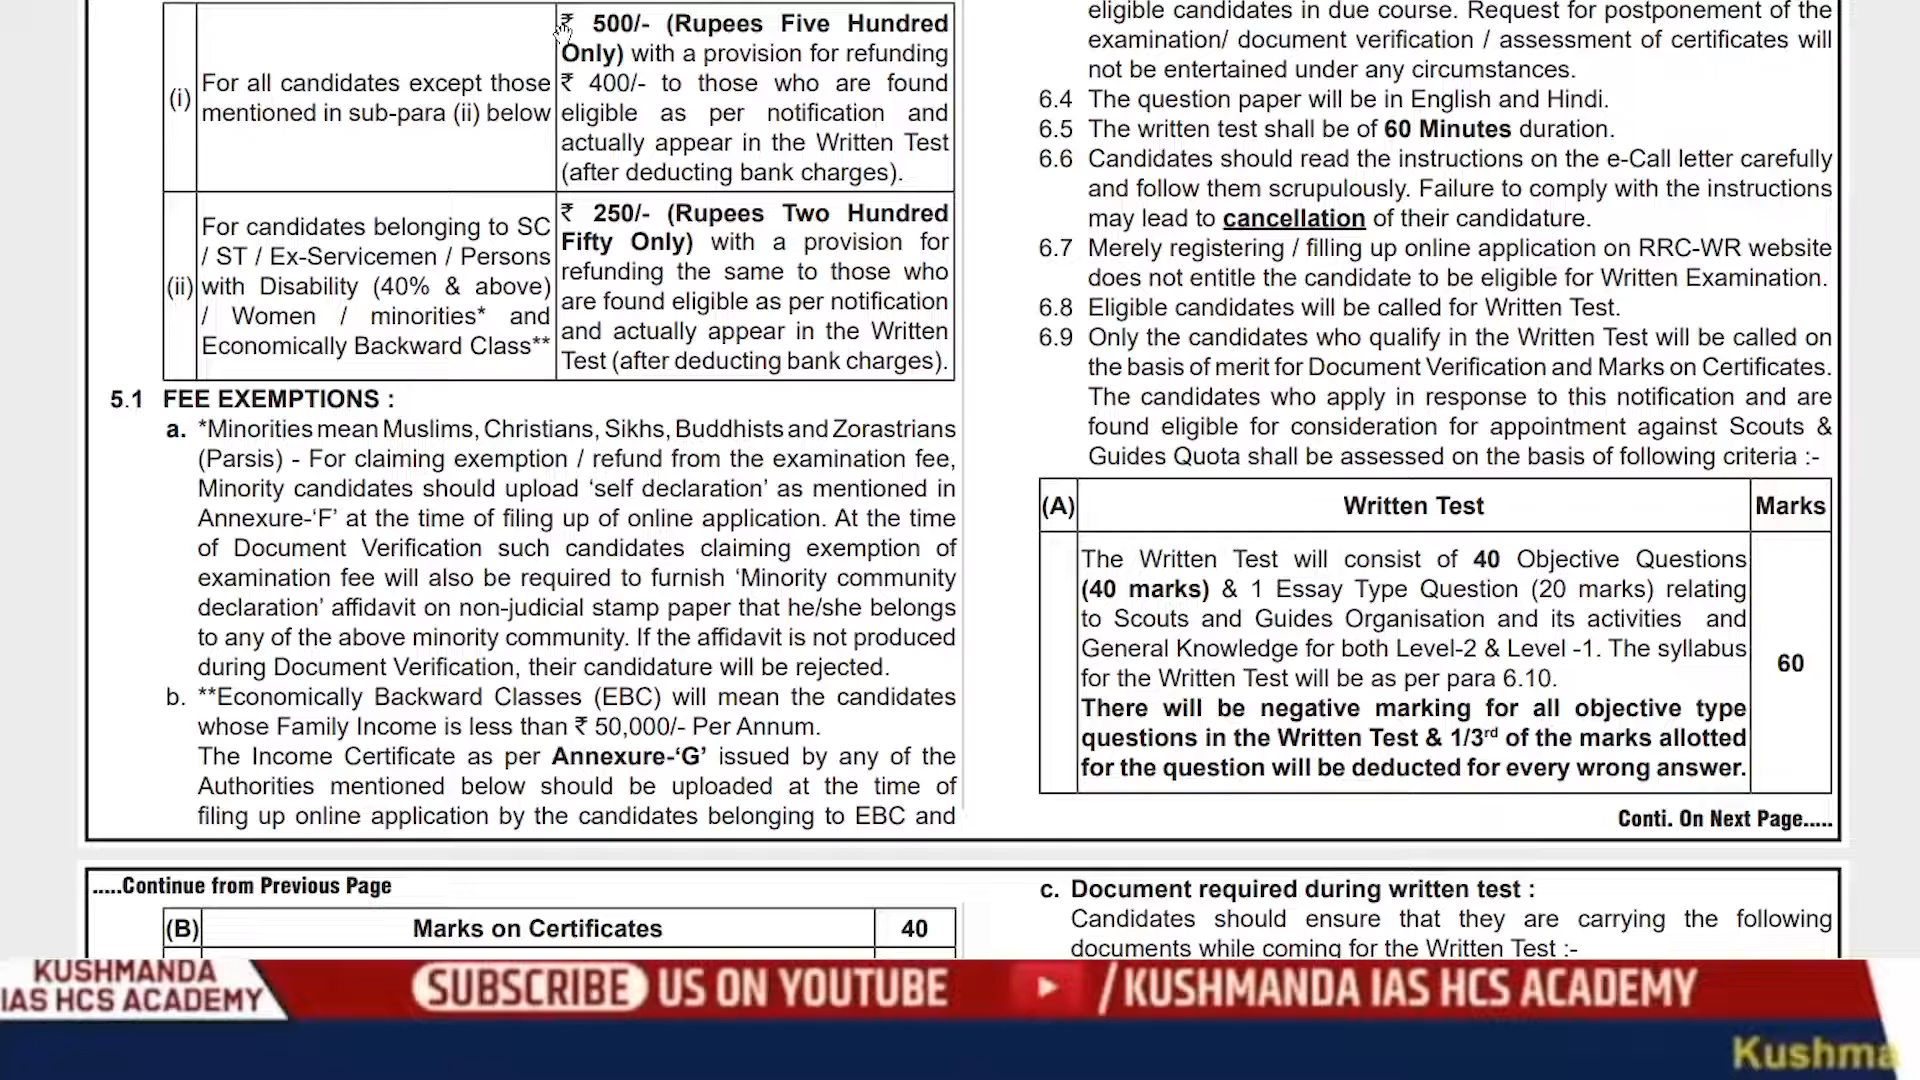 (i)
For all candidates except those
mentioned in sub-para (ii) below
₹ 500/- (Rupees Five Hundred
Only) with a provision for refunding
₹ 400/- to those who are found
eligible as per notification and
actually appear in the Written Test
(after deducting bank charges).
(ii)
For candidates belonging to SC
/ ST / Ex-Servicemen / Persons
with Disability (40% & above)
/ Women / minorities* and
Economically Backward Class**
₹ 250/- (Rupees Two Hundred
Fifty Only) with a provision for
refunding the same to those who
are found eligible as per notification
and actually appear in the Written
Test (after deducting bank charges).
5.1 FEE EXEMPTIONS :
a. *Minorities mean Muslims, Christians, Sikhs, Buddhists and Zorastrians
(Parsis) - For claiming exemption / refund from the examination fee,
Minority candidates should upload ‘self declaration’ as mentioned in
Annexure-‘F’ at the time of filing up of online application. At the time
of Document Verification such candidates claiming exemption of
examination fee will also be required to furnish ‘Minority community
declaration’ affidavit on non-judicial stamp paper that he/she belongs
to any of the above minority community. If the affidavit is not produced
during Document Verification, their candidature will be rejected.
b. **Economically Backward Classes (EBC) will mean the candidates
whose Family Income is less than ₹ 50,000/- Per Annum.
The Income Certificate as per Annexure-‘G’ issued by any of the
Authorities mentioned below should be uploaded at the time of
filing up online application by the candidates belonging to EBC and
eligible candidates in due course. Request for postponement of the
examination/ document verification / assessment of certificates will
not be entertained under any circumstances.
6.4 The question paper will be in English and Hindi.
6.5 The written test shall be of 60 Minutes duration.
6.6 Candidates should read the instructions on the e-Call letter carefully
and follow them scrupulously. Failure to comply with the instructions
may lead to cancellation of their candidature.
6.7 Merely registering / filling up online application on RRC-WR website
does not entitle the candidate to be eligible for Written Examination.
6.8 Eligible candidates will be called for Written Test.
6.9 Only the candidates who qualify in the Written Test will be called on
the basis of merit for Document Verification and Marks on Certificates.
The candidates who apply in response to this notification and are
found eligible for consideration for appointment against Scouts &
Guides Quota shall be assessed on the basis of following criteria :-
(A) Written Test Marks
The Written Test will consist of 40 Objective Questions
(40 marks) & 1 Essay Type Question (20 marks) relating
to Scouts and Guides Organisation and its activities and
General Knowledge for both Level-2 & Level -1. The syllabus
for the Written Test will be as per para 6.10.
There will be negative marking for all objective type
questions in the Written Test & 1/3rd of the marks allotted
for the question will be deducted for every wrong answer.
60
Conti. On Next Page.....
.....Continue from Previous Page
(B) Marks on Certificates 40
c. Document required during written test :
Candidates should ensure that they are carrying the following
documents while coming for the Written Test :-
KUSHMANDA
IAS HCS ACADEMY
SUBSCRIBE US ON YOUTUBE
/KUSHMANDA IAS HCS ACADEMY
Kushma